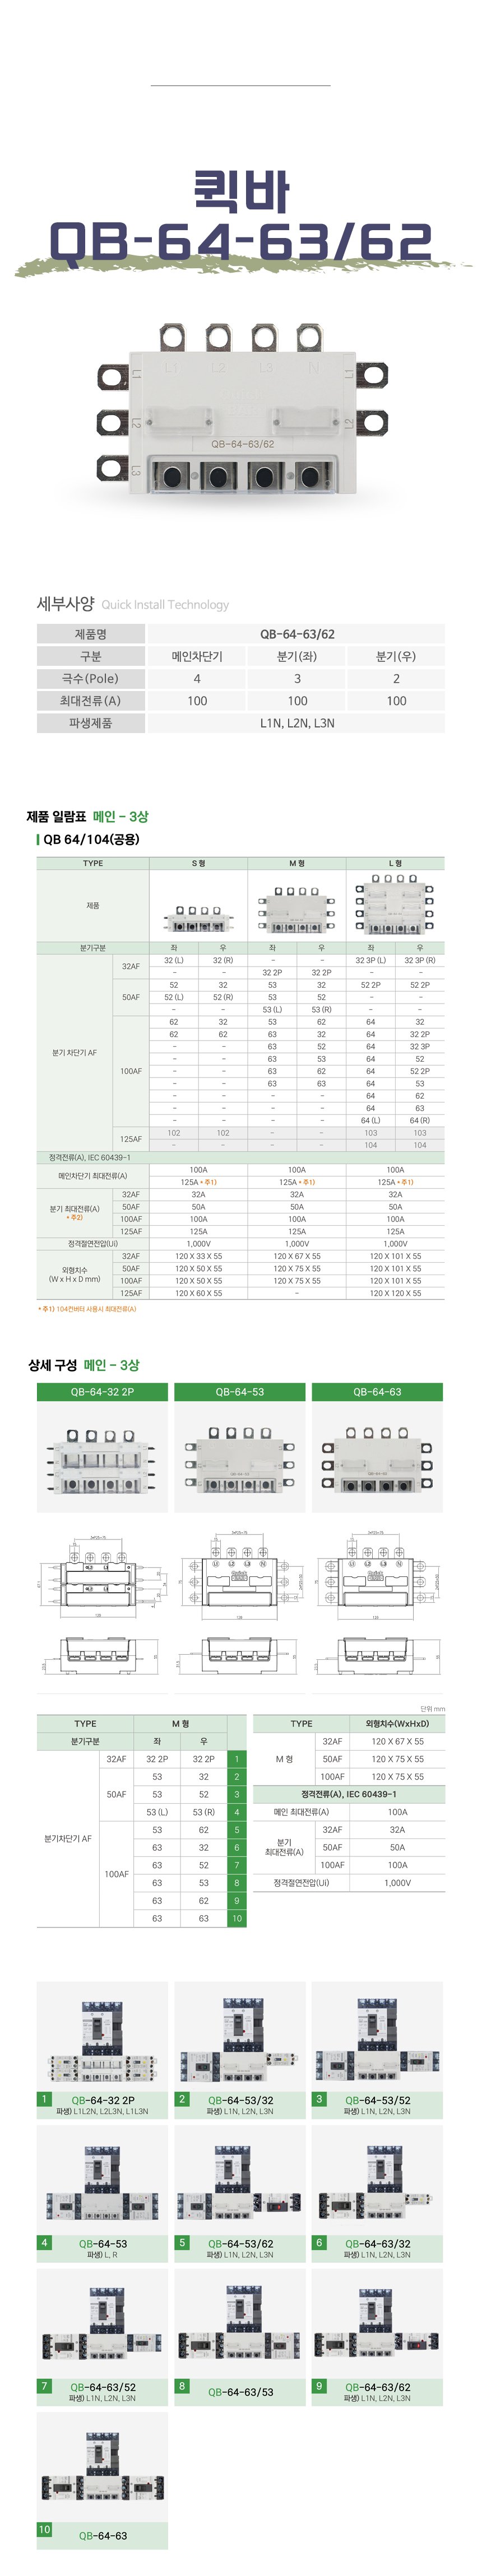 퀵바
QB-64-63/62
L1 L2 L3 N
L1 L1
L2 L2
L3
QB-64-63/62
세부사양 Quick Install Technology
제품명 QB-64-63/62
구분 메인차단기 분기(좌) 분기(우)
극수(Pole) 4 3 2
최대전류(A) 100 100 100
파생제품 L1N, L2N, L3N
제품 일람표 메인 - 3상
QB 64/104(공용)
TYPE S 형 M 형 L 형
제품
분기구분 좌 우 좌 우 좌 우
분기 차단기 AF
32AF 32 (L) 32 (R) - - 32 3P (L) 32 3P (R)
- - 32 2P 32 2P - -
50AF 52 32 53 32 52 2P 52 2P
52 (L) 52 (R) 53 52 - -
- - 53 (L) 53 (R) - -
100AF 62 32 53 62 64 32
62 62 63 32 64 32 2P
- - 63 52 64 32 3P
- - 63 53 64 52
- - 63 62 64 52 2P
- - 63 63 64 53
- - - - 64 62
- - - - 64 63
- - - - 64 (L) 64 (R)
125AF 102 102 - - 103 103
- - - - 104 104
정격전류(A), IEC 60439-1
메인차단기 최대전류(A) 100A 100A 100A
125A *주1) 125A *주1) 125A *주1)
분기 최대전류(A) *주2)
32AF 32A 32A 32A
50AF 50A 50A 50A
100AF 100A 100A 100A
125AF 125A 125A 125A
정격절연전압(Ui) 1,000V 1,000V 1,000V
외형치수 (W x H x D mm)
32AF 120 X 33 X 55 120 X 67 X 55 120 X 101 X 55
50AF 120 X 50 X 55 120 X 75 X 55 120 X 101 X 55
100AF 120 X 50 X 55 120 X 75 X 55 120 X 101 X 55
125AF 120 X 60 X 55 - 120 X 120 X 55
*주1) 104컨버터 사용시 최대전류(A)
상세 구성 메인 - 3상
QB-64-32 2P QB-64-53 QB-64-63
단위 mm
TYPE M 형
분기구분 좌 우
분기차단기 AF
32AF 32 2P 32 2P 1
50AF 53 32 2
53 52 3
53 (L) 53 (R) 4
100AF 53 62 5
63 32 6
63 52 7
63 53 8
63 62 9
63 63 10
TYPE 외형치수(WxHxD)
M 형
32AF 120 X 67 X 55
50AF 120 X 75 X 55
100AF 120 X 75 X 55
정격전류(A), IEC 60439-1
메인 최대전류(A) 100A
분기
최대전류(A)
32AF 32A
50AF 50A
100AF 100A
정격절연전압(Ui) 1,000V
1 QB-64-32 2P
파생) L1L2N, L2L3N, L1L3N
2 QB-64-53/32
파생) L1N, L2N, L3N
3 QB-64-53/52
파생) L1N, L2N, L3N
4 QB-64-53
파생) L, R
5 QB-64-53/62
파생) L1N, L2N, L3N
6 QB-64-63/32
파생) L1N, L2N, L3N
7 QB-64-63/52
파생) L1N, L2N, L3N
8 QB-64-63/53
9 QB-64-63/62
파생) L1N, L2N, L3N
10 QB-64-63